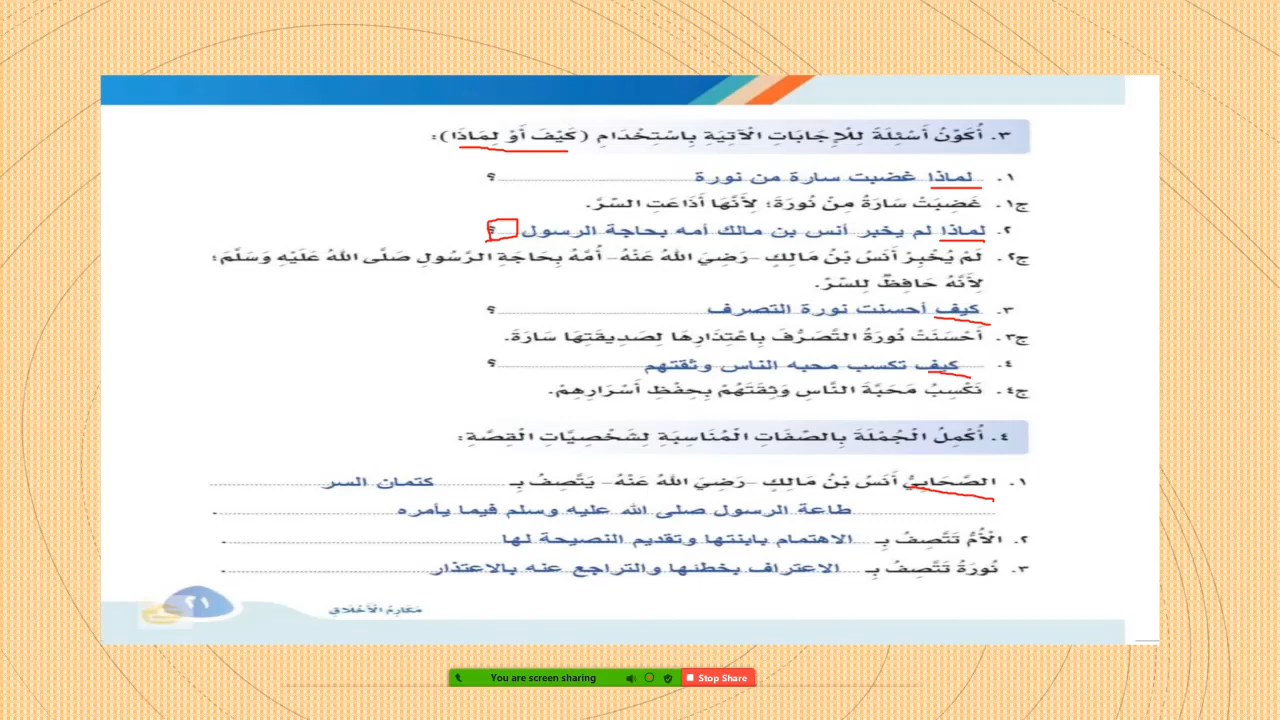 ٣. أُكَوِّنُ أَسْئِلَةً لِلْإِجَابَاتِ الْآتِيَةِ بِاسْتِخْدَامِ (كَيْفَ أَوْ لِمَاذَا):
١. لماذا غضبت سارة من نورة ؟
ج١. غَضِبَتْ سَارَةُ مِنْ نُورَةَ؛ لِأَنَّهَا أَذَاعَتِ السِّرَّ.
٢. لماذا لم يخبر أنس بن مالك أمه بحاجة الرسول ؟
ج٢. لَمْ يُخْبِرْ أَنَسُ بْنُ مَالِكٍ -رَضِيَ اللهُ عَنْهُ- أُمَّهُ بِحَاجَةِ الرَّسُولِ صَلَّى اللهُ عَلَيْهِ وَسَلَّمَ؛
لِأَنَّهُ حَافِظٌ لِلسِّرِّ.
٣. كيف أحسنت نورة التصرف ؟
ج٣. أَحْسَنَتْ نُورَةُ التَّصَرُّفَ بِاعْتِذَارِهَا لِصَدِيقَتِهَا سَارَةَ.
٤. كيف تكسب محبه الناس وثقتهم ؟
ج٤. نَكْسِبُ مَحَبَّةَ النَّاسِ وَثِقَتَهُمْ بِحِفْظِ أَسْرَارِهِمْ.
٤. أُكْمِلُ الْجُمْلَةَ بِالصِّفَاتِ الْمُنَاسِبَةِ لِشَخْصِيَّاتِ الْقِصَّةِ:
١. الصَّحَابِيُّ أَنَسُ بْنُ مَالِكٍ -رَضِيَ اللهُ عَنْهُ- يَتَّصِفُ بِـ كتمان السر
طاعة الرسول صلى الله عليه وسلم فيما يأمره .
٢. الْأُمُّ تَتَّصِفُ بِـ الاهتمام بابنتها وتقديم النصيحة لها .
٣. نُورَةُ تَتَّصِفُ بِـ الاعتراف بخطئها والتراجع عنه بالاعتذار .
٢١
مَكَارِمُ الْأَخْلَاقِ
You are screen sharing
Stop Share